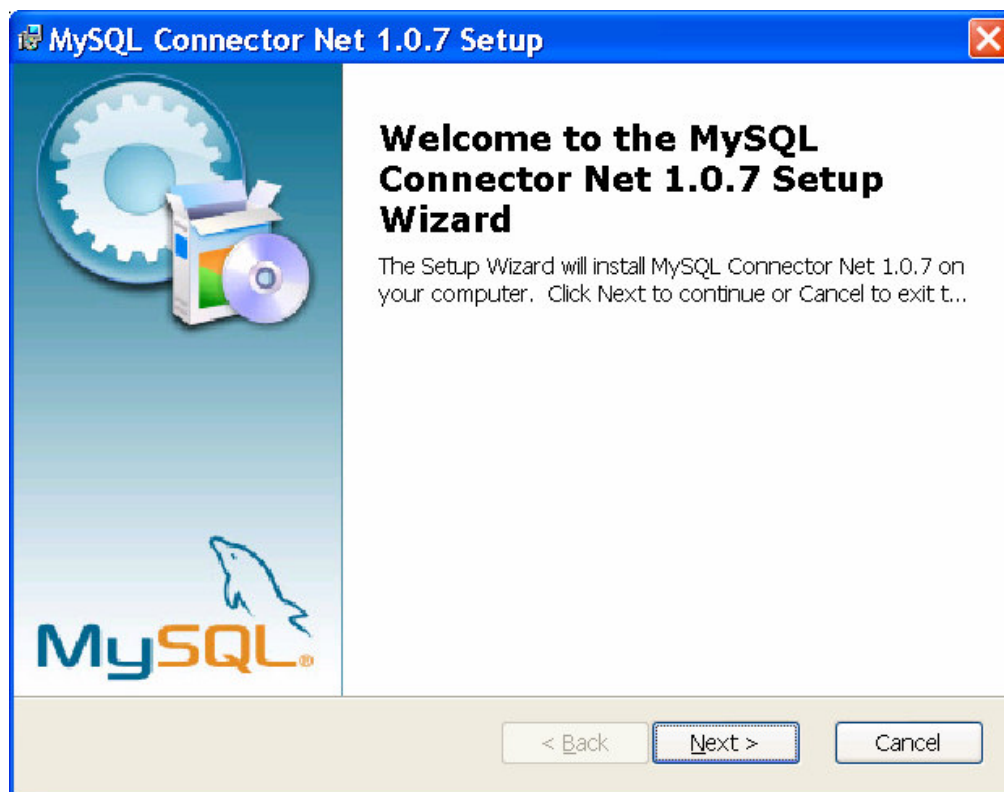 MySQL Connector Net 1.0.7 Setup
Welcome to the MySQL
Connector Net 1.0.7 Setup
Wizard
The Setup Wizard will install MySQL Connector Net 1.0.7 on
your computer.  Click Next to continue or Cancel to exit t...
MySQL®
< Back
Next >
Cancel